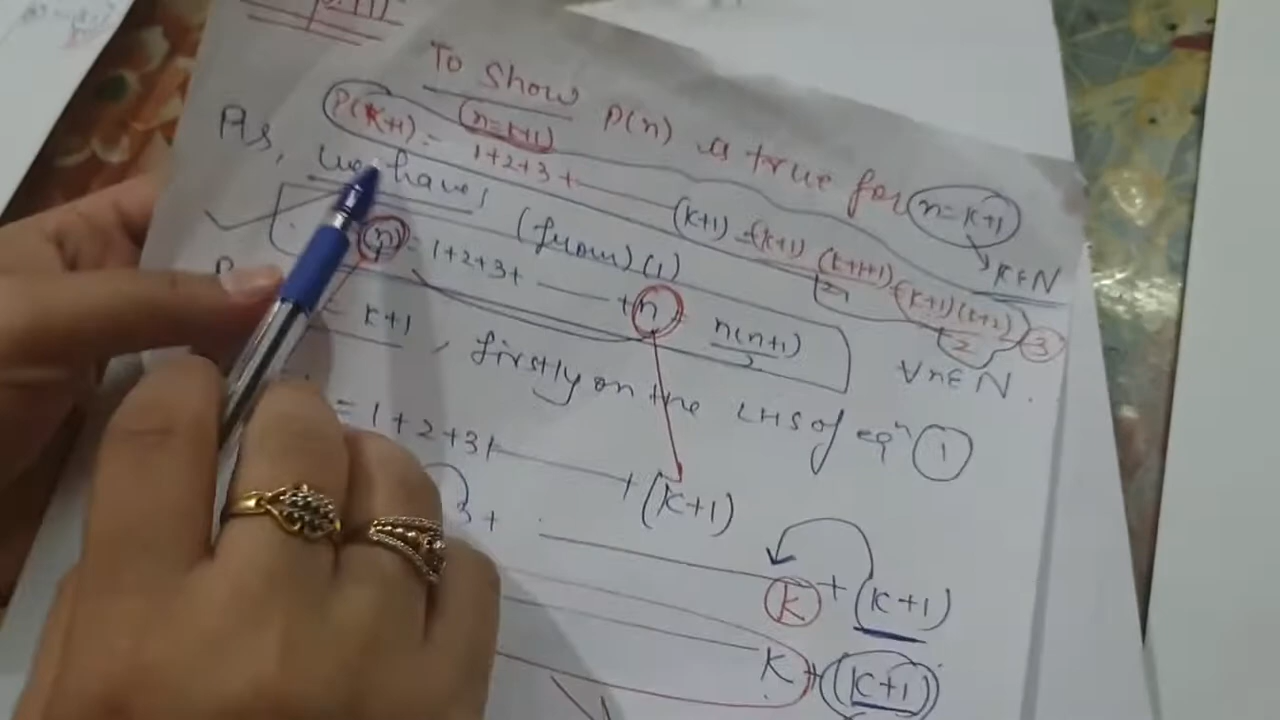 To Show P(n) is true for n=k+1
(n=k+1) → k∈N
P(k+1) = 1+2+3+ —— (k+1) = (k+1)(k+1+1)/2 = (k+1)(k+2)/2 ③
As, we have, (from) (1)
(n) = 1+2+3+ —— +n = n(n+1)/2 ∀n∈N.
= k+1, firstly on the LHS of eqⁿ ①
= 1+2+3+ —— +(k+1)
3+ —— k+(k+1)
k+(k+1)